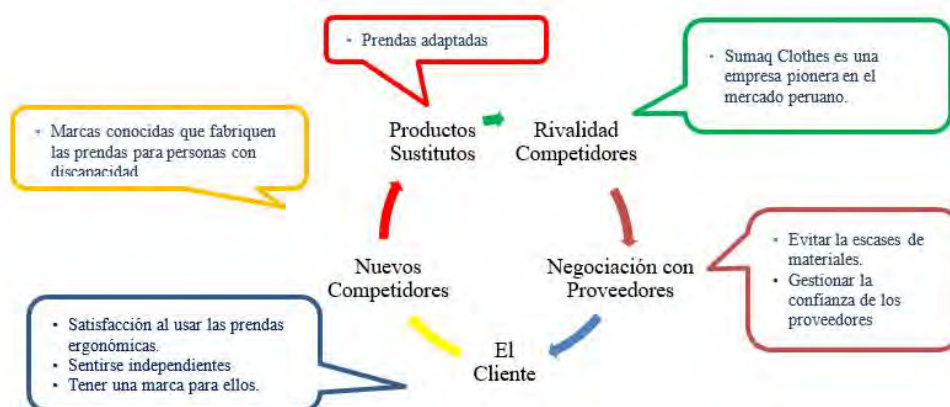 • Prendas adaptadas
• Sumaq Clothes es una
empresa pionera en el
mercado peruano.
Productos
Sustitutos
Rivalidad
Competidores
• Marcas conocidas que fabriquen
las prendas para personas con
discapacidad
Nuevos
Competidores
Negociación con
Proveedores
• Evitar la escases de
materiales.
• Gestionar la
confianza de los
proveedores
• Satisfacción al usar las prendas
ergonómicas.
• Sentirse independientes
• Tener una marca para ellos.
El
Cliente